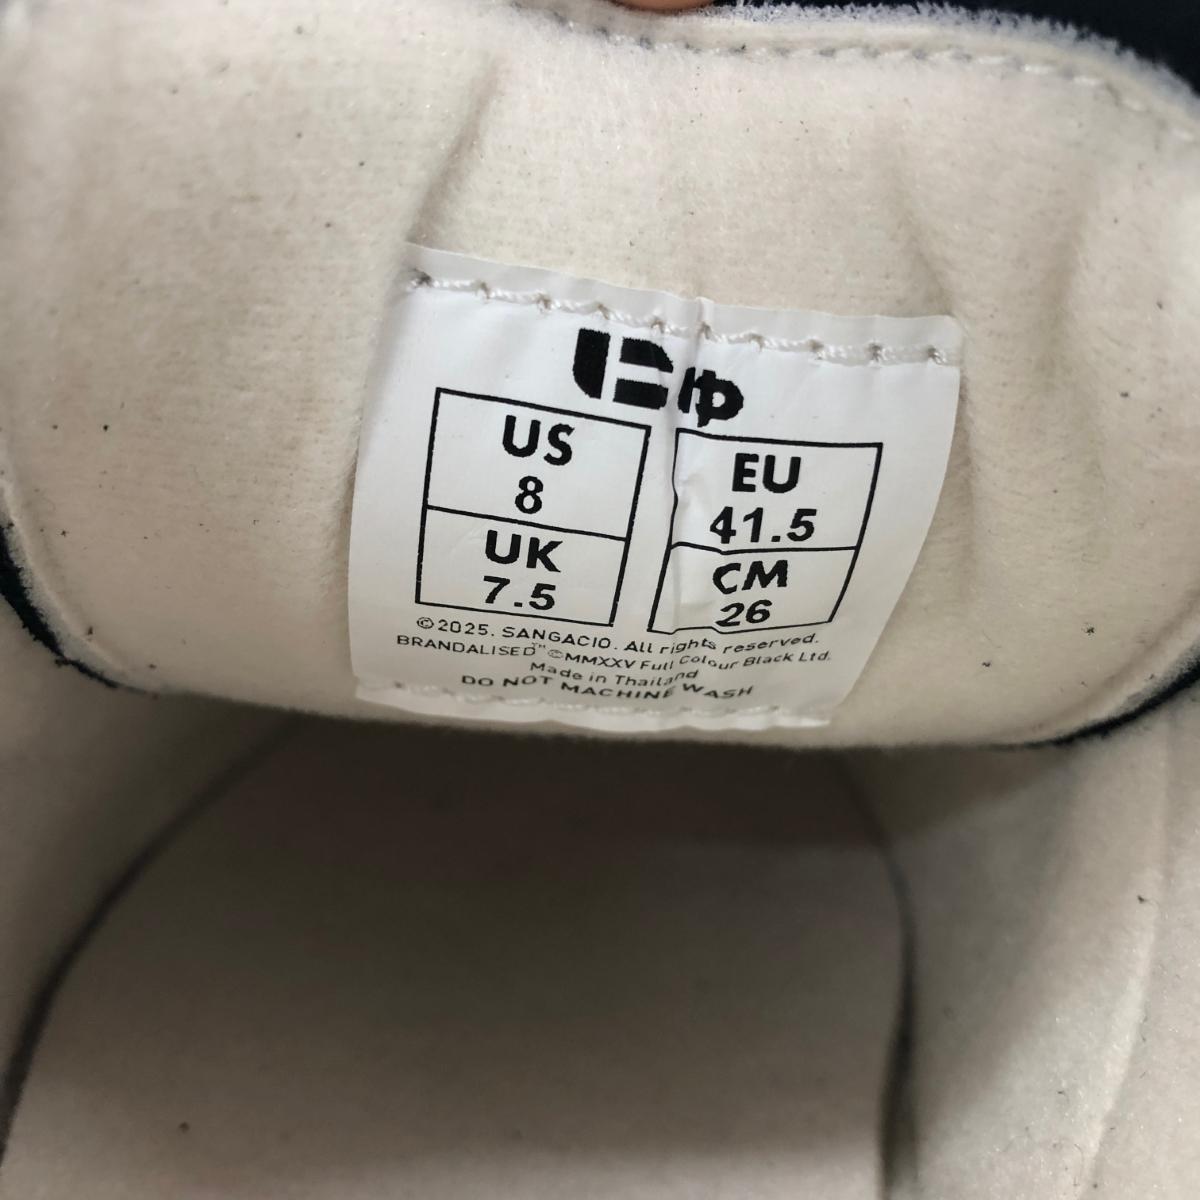 US
8
UK
7.5
EU
41.5
CM
26
©2025. SANGACIO. All rights reserved.
BRANDALISED™ ©MMXXV Full Colour Black Ltd.
Made in Thailand
DO NOT MACHINE WASH